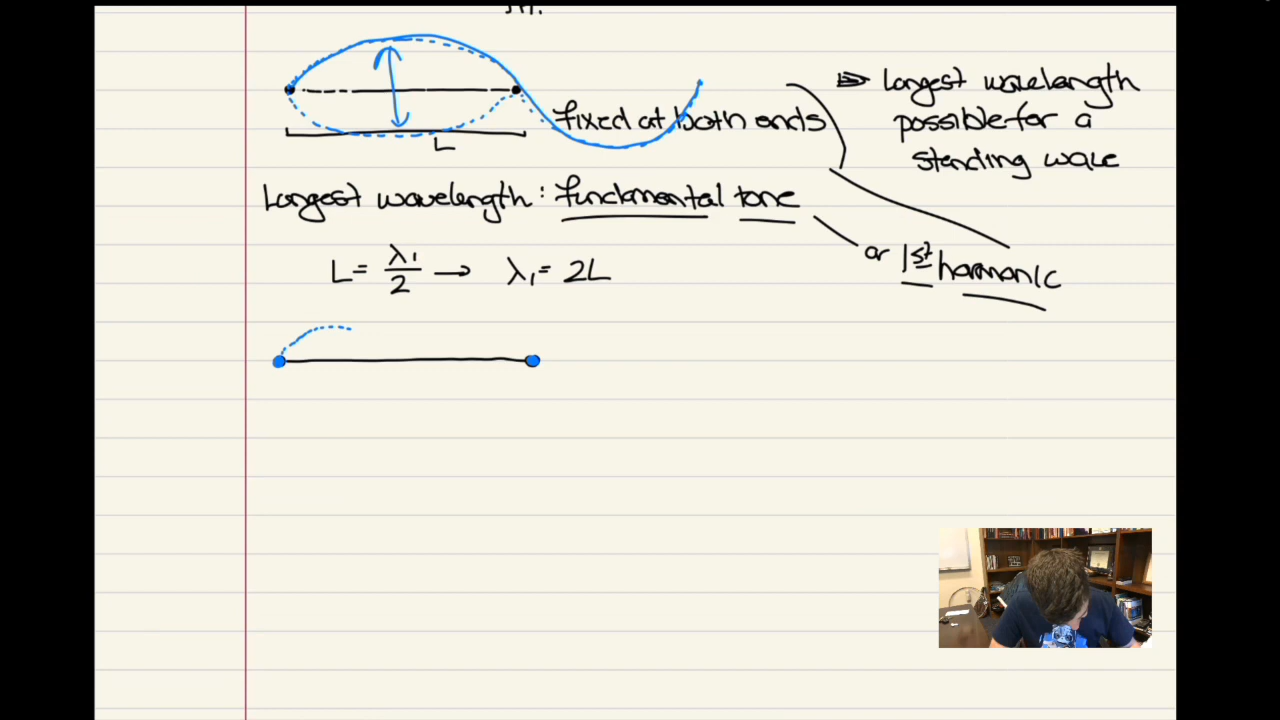 fixed at both ends
L
⇒ Longest wavelength
possible for a
standing wave
Longest wavelength: fundamental tone
or 1st harmonic
L = λ₁/2 → λ₁ = 2L